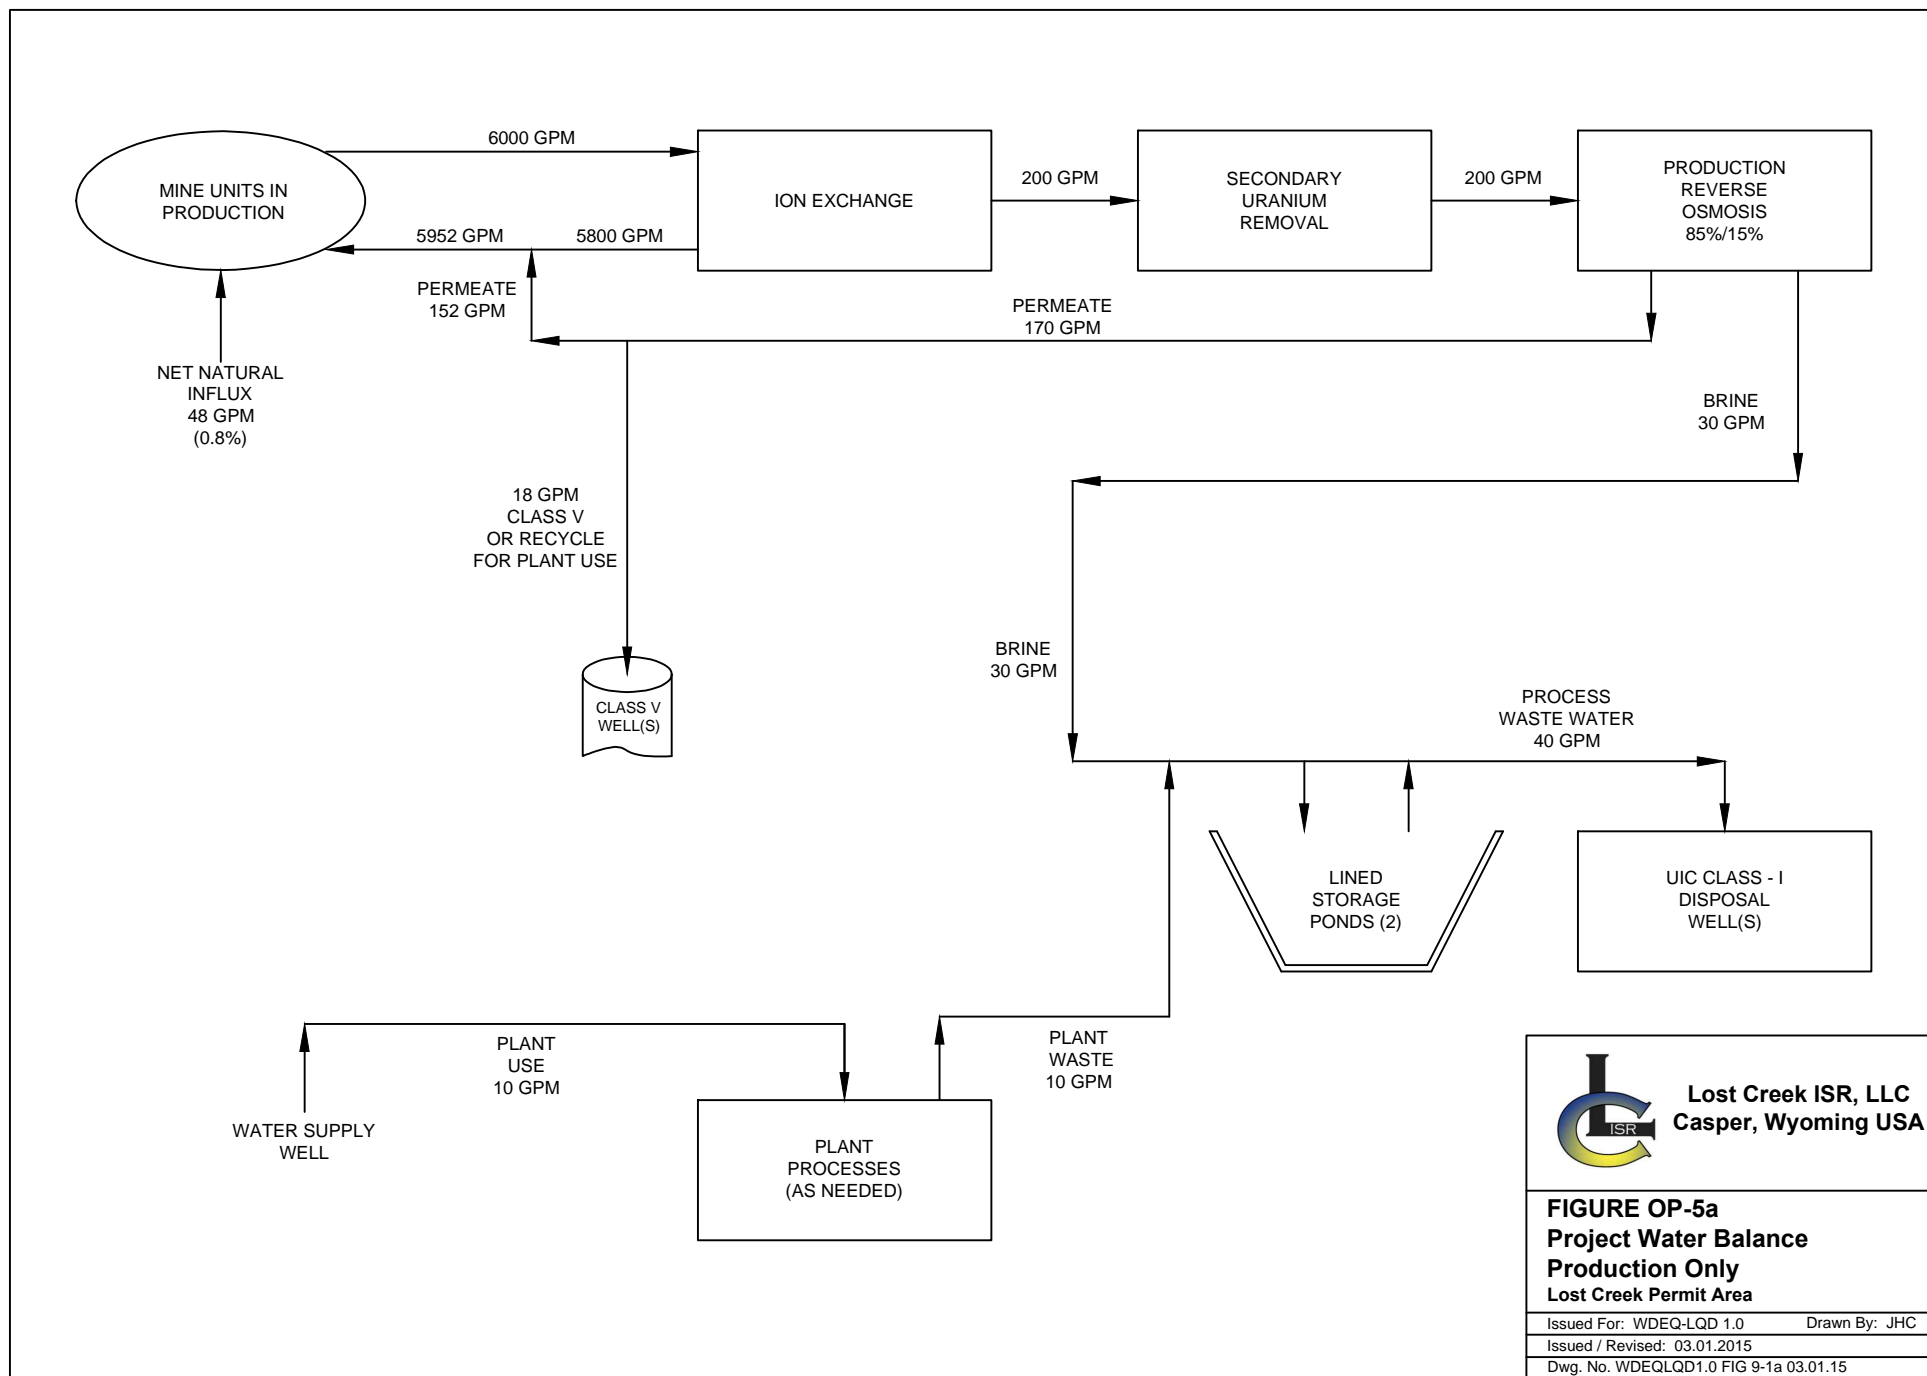 6000 GPM
MINE UNITS IN
PRODUCTION
5952 GPM
5800 GPM
ION EXCHANGE
200 GPM
SECONDARY
URANIUM
REMOVAL
200 GPM
PRODUCTION
REVERSE
OSMOSIS
85%/15%
PERMEATE
152 GPM
PERMEATE
170 GPM
NET NATURAL
INFLUX
48 GPM
(0.8%)
BRINE
30 GPM
18 GPM
CLASS V
OR RECYCLE
FOR PLANT USE
CLASS V
WELL(S)
BRINE
30 GPM
PROCESS
WASTE WATER
40 GPM
LINED
STORAGE
PONDS (2)
UIC CLASS - I
DISPOSAL
WELL(S)
WATER SUPPLY
WELL
PLANT
USE
10 GPM
PLANT
PROCESSES
(AS NEEDED)
PLANT
WASTE
10 GPM
LC
ISR
Lost Creek ISR, LLC
Casper, Wyoming USA
FIGURE OP-5a
Project Water Balance
Production Only
Lost Creek Permit Area
Issued For: WDEQ-LQD 1.0 Drawn By: JHC
Issued / Revised: 03.01.2015
Dwg. No. WDEQLQD1.0 FIG 9-1a 03.01.15